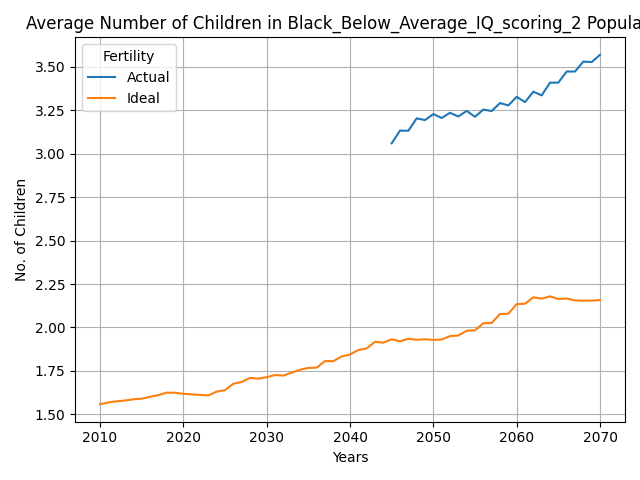 Average Number of Children in Black_Below_Average_IQ_scoring_2 Popula
Fertility
Actual
Ideal
3.50
3.25
3.00
2.75
2.50
2.25
2.00
1.75
1.50
No. of Children
2010 2020 2030 2040 2050 2060 2070
Years